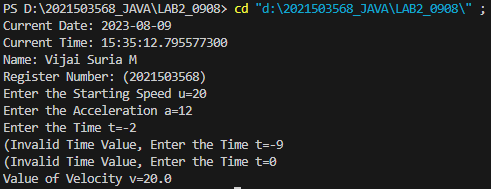 PS D:\2021503568_JAVA\LAB2_0908> cd "d:\2021503568_JAVA\LAB2_0908\" ;
Current Date: 2023-08-09
Current Time: 15:35:12.795577300
Name: Vijai Suria M
Register Number: (2021503568)
Enter the Starting Speed u=20
Enter the Acceleration a=12
Enter the Time t=-2
(Invalid Time Value, Enter the Time t=-9
(Invalid Time Value, Enter the Time t=0
Value of Velocity v=20.0